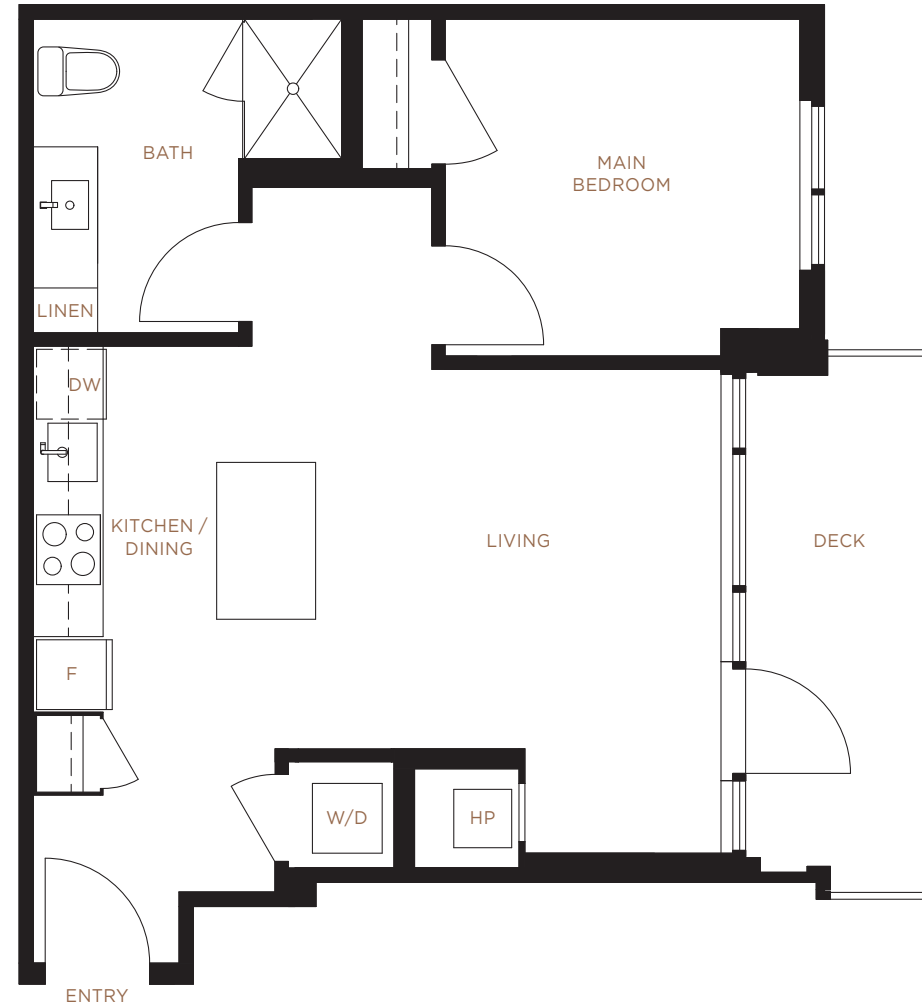 BATH
MAIN
BEDROOM
LINEN
DW
KITCHEN /
DINING
LIVING
DECK
F
W/D
HP
ENTRY